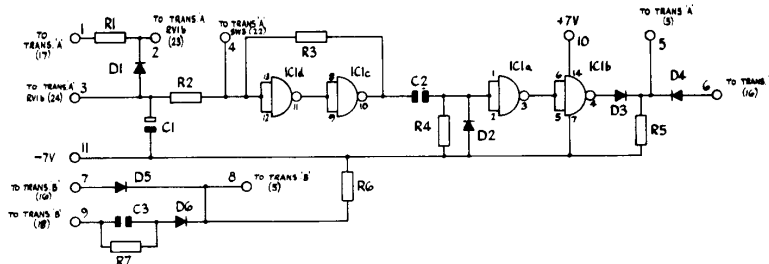 TO TRANS.'A' (17)
1
R1
2
TO TRANS.'A' RV1b (23)
D1
TO TRANS.'A' SW5 (22)
4
R3
TO TRANS.'A' RV1b (24)
3
R2
C1
13
12
IC1d
11
8
9
IC1c
10
C2
R4
D2
1
2
IC1a
3
+7V
10
6
5
14
7
IC1b
4
D3
TO TRANS.'A' (5)
5
D4
6
TO TRANS.' (16)
R5
-7V
11
TO TRANS.'B' (16)
7
D5
8
TO TRANS.'B' (5)
R6
TO TRANS.'B' (18)
9
C3
D6
R7